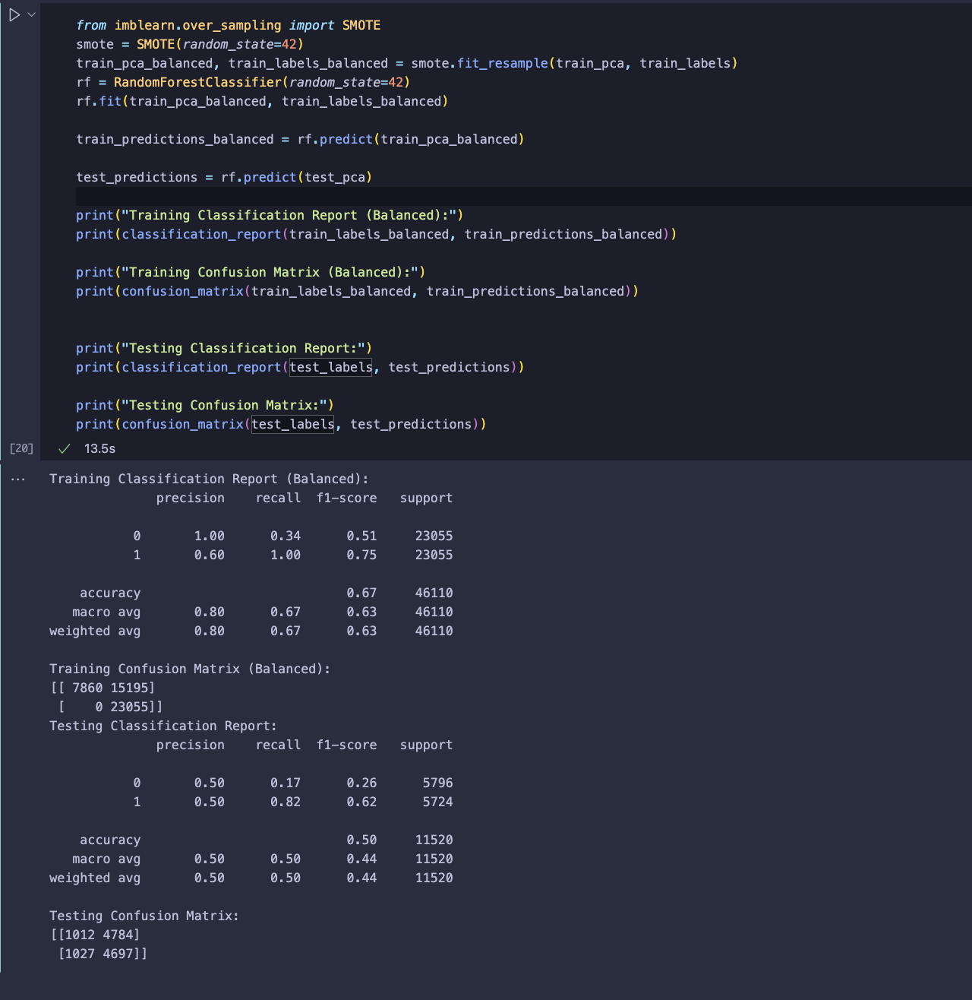 from imblearn.over_sampling import SMOTE
smote = SMOTE(random_state=42)
train_pca_balanced, train_labels_balanced = smote.fit_resample(train_pca, train_labels)
rf = RandomForestClassifier(random_state=42)
rf.fit(train_pca_balanced, train_labels_balanced)
train_predictions_balanced = rf.predict(train_pca_balanced)
test_predictions = rf.predict(test_pca)
print("Training Classification Report (Balanced):")
print(classification_report(train_labels_balanced, train_predictions_balanced))
print("Training Confusion Matrix (Balanced):")
print(confusion_matrix(train_labels_balanced, train_predictions_balanced))
print("Testing Classification Report:")
print(classification_report(test_labels, test_predictions))
print("Testing Confusion Matrix:")
print(confusion_matrix(test_labels, test_predictions))
[20] ✓ 13.5s
... Training Classification Report (Balanced):
precision recall f1-score support
0 1.00 0.34 0.51 23055
1 0.60 1.00 0.75 23055
accuracy 0.67 46110
macro avg 0.80 0.67 0.63 46110
weighted avg 0.80 0.67 0.63 46110
Training Confusion Matrix (Balanced):
[[ 7860 15195]
[    0 23055]]
Testing Classification Report:
precision recall f1-score support
0 0.50 0.17 0.26 5796
1 0.50 0.82 0.62 5724
accuracy 0.50 11520
macro avg 0.50 0.50 0.44 11520
weighted avg 0.50 0.50 0.44 11520
Testing Confusion Matrix:
[[1012 4784]
[1027 4697]]